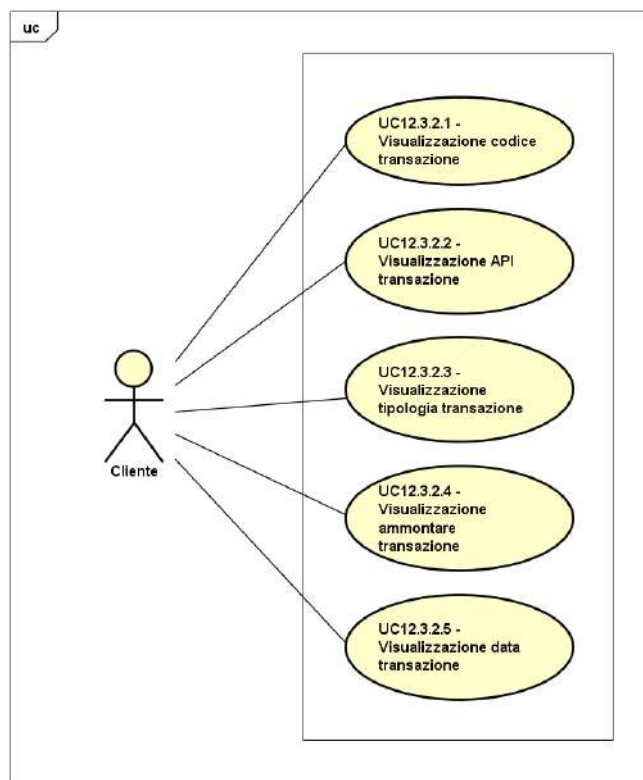 uc
UC12.3.2.1 -
Visualizzazione codice
transazione
UC12.3.2.2 -
Visualizzazione API
transazione
UC12.3.2.3 -
Visualizzazione
tipologia transazione
Cliente
UC12.3.2.4 -
Visualizzazione
ammontare
transazione
UC12.3.2.5 -
Visualizzazione data
transazione